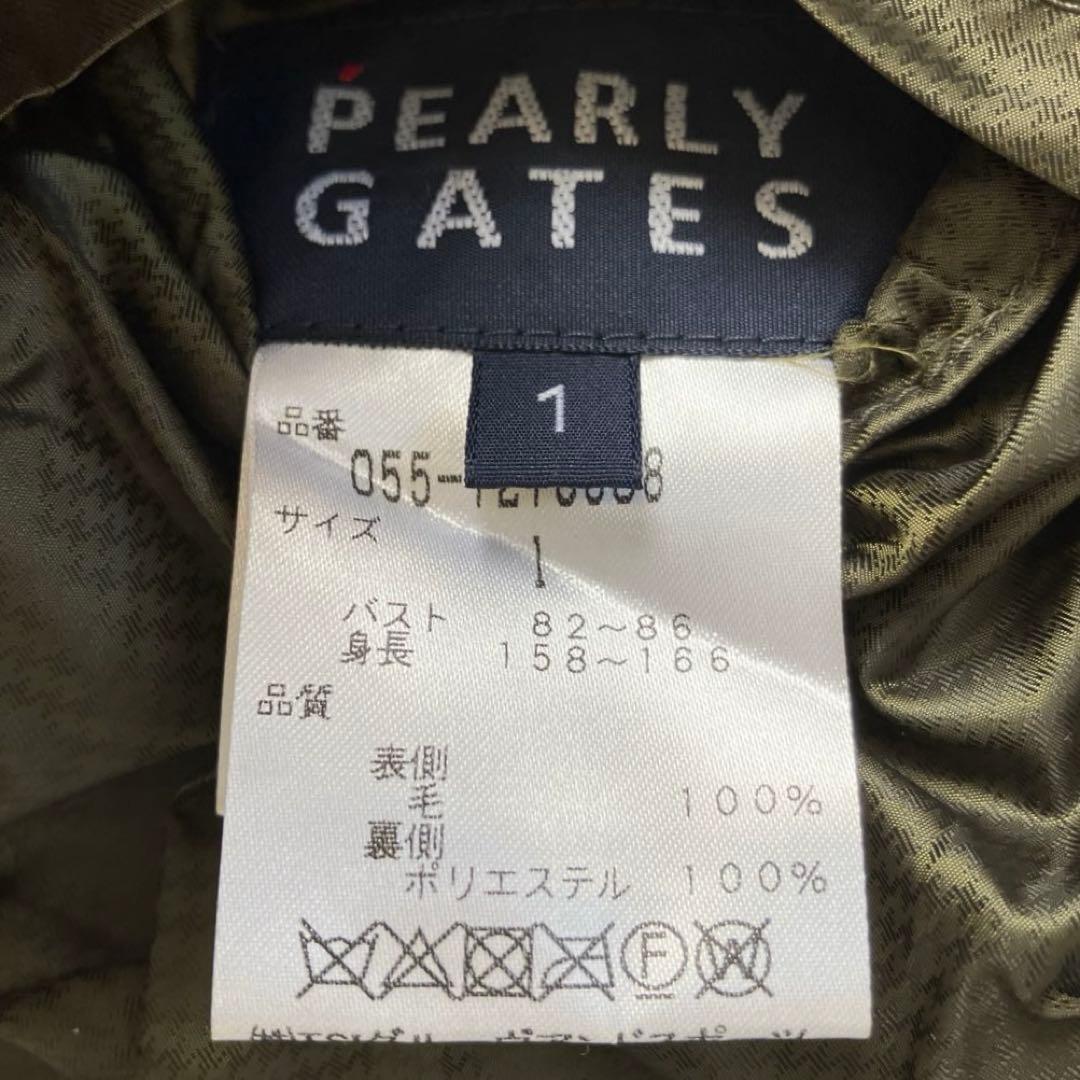 PEARLY
GATES
1
品番
055-
サイズ
1
バスト 82～86
身長 158～166
品質
表側
毛 100%
裏側
ポリエステル 100%
F
W